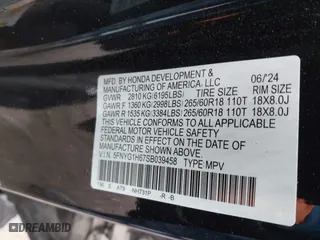 MFD. BY HONDA DEVELOPMENT &
MANUFACTURING OF AMERICA, LLC 06/24
GVWR 2810 KG(6195LBS) TIRE SIZE RIM SIZE
GAWR F 1360 KG(2998LBS) 265/60R18 110T 18X8.0J
GAWR R 1535 KG(3384LBS) 265/60R18 110T 18X8.0J
THIS VEHICLE CONFORMS TO ALL APPLICABLE
FEDERAL MOTOR VEHICLE SAFETY AND THEFT
PREVENTION STANDARDS IN EFFECT ON THE DATE
OF MANUFACTURE SHOWN ABOVE.
V.I.N. 5FNYG1H67SB039458 TYPE MPV
NH731P -R -B